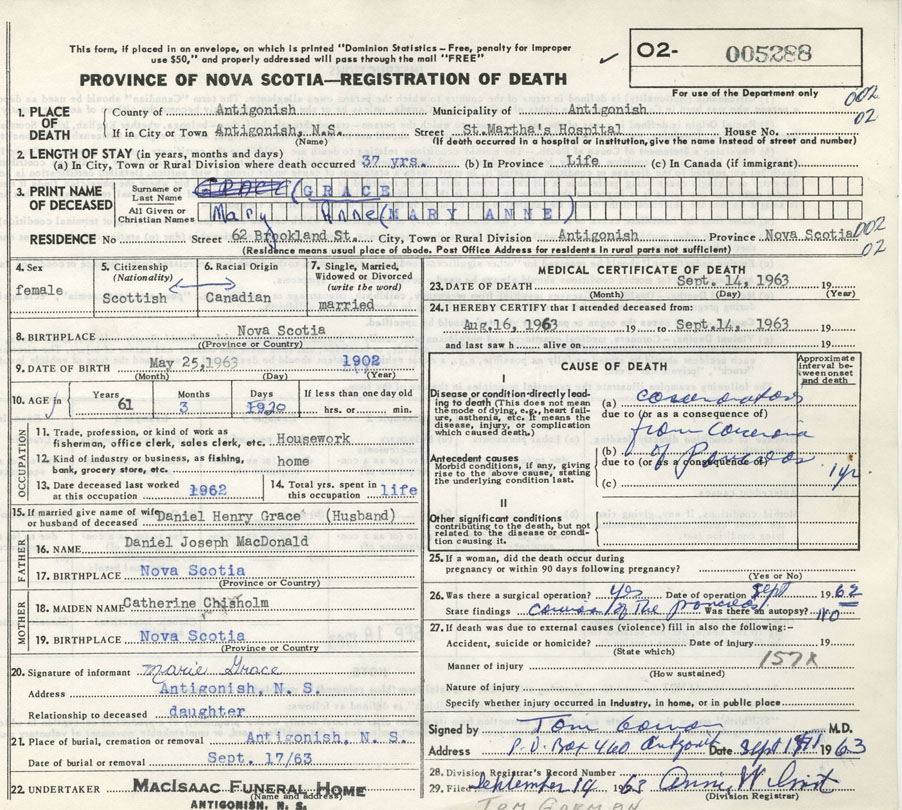 This form, if placed in an envelope, on which is printed "Dominion Statistics – Free, penalty for improper
use $50," and properly addressed will pass through the mail "FREE"
✓ O2- 005288
PROVINCE OF NOVA SCOTIA—REGISTRATION OF DEATH
For use of the Department only
002
02
1. PLACE OF DEATH
County of Antigonish Municipality of Antigonish
If in City or Town Antigonish, N.S. Street St.Martha's Hospital House No.
(Name) (If death occurred in a hospital or institution, give the name instead of street and number)
2. LENGTH OF STAY (in years, months and days)
(a) In City, Town or Rural Division where death occurred 37 yrs. (b) In Province Life (c) In Canada (if immigrant)
3. PRINT NAME OF DECEASED
Surname or Last Name GRACE (GRACE
All Given or Christian Names Mary Anne (MARY ANNE)
RESIDENCE No Street 62 Brookland St. City, Town or Rural Division Antigonish Province Nova Scotia
002
02
(Residence means usual place of abode. Post Office Address for residents of rural parts not sufficient)
4. Sex
female
5. Citizenship
(Nationality)
Scottish
6. Racial Origin
Canadian
7. Single, Married, Widowed or Divorced
(write the word)
married
8. BIRTHPLACE Nova Scotia
(Province or Country)
9. DATE OF BIRTH May 25,1963 1902
(Month) (Day) (Year)
10. AGE in
Years
61
Months
3
Days
20
If less than one day old
hrs. or min.
OCCUPATION
11. Trade, profession, or kind of work as
fisherman, office clerk, sales clerk, etc. Housework
12. Kind of industry or business, as fishing,
bank, grocery store, etc. home
13. Date deceased last worked
at this occupation 1962
14. Total yrs. spent in
this occupation life
15. If married give name of wife
or husband of deceased Daniel Henry Grace (Husband)
FATHER
16. NAME Daniel Joseph MacDonald
17. BIRTHPLACE Nova Scotia
(Province or Country)
MOTHER
18. MAIDEN NAME Catherine Chisholm
19. BIRTHPLACE Nova Scotia
(Province or Country)
20. Signature of informant Marie Grace
Address Antigonish, N. S.
Relationship to deceased daughter
21. Place of burial, cremation or removal Antigonish, N. S.
Date of burial or removal Sept. 17/63
22. UNDERTAKER MacIsaac Funeral Home
(Name and address)
ANTIGONISH, N. S.
MEDICAL CERTIFICATE OF DEATH
23. DATE OF DEATH Sept. 14, 1963 19
(Month) (Day) (Year)
24. I HEREBY CERTIFY that I attended deceased from:
Aug.16, 1963 19 to Sept.14, 1963 19
and last saw h alive on 19
CAUSE OF DEATH
Approximate interval between onset and death
I
Disease or condition directly leading to death (This does not mean the mode of dying, e.g., heart failure, asthenia, etc. It means the disease, injury, or complication which caused death.)
(a)
due to (or as a consequence of)
from
Antecedent causes
Morbid conditions, if any, giving rise to the above cause, stating the underlying condition last.
(b) of Pancreas
due to (or as a consequence of)
1 yr.
(c)
II
Other significant conditions
contributing to the death, but not related to the disease or condition causing it.
25. If a woman, did the death occur during
pregnancy or within 90 days following pregnancy?
(Yes or No)
26. Was there a surgical operation? yes Date of operation Sept 1962
State findings of the pancreas Was there an autopsy? no
27. If death was due to external causes (violence) fill in also the following:-
Accident, suicide or homicide? Date of injury 19
(State which)
157X
Manner of injury
(How sustained)
Nature of injury
Specify whether injury occurred in industry, in home, or in public place
Signed by Tom M.D.
Address P.O. Box 460 Antigonish Date Sept 1963
28. Division Registrar's Record Number
29. Filed September 19 1963
(Division Registrar)
TOM GORMAN